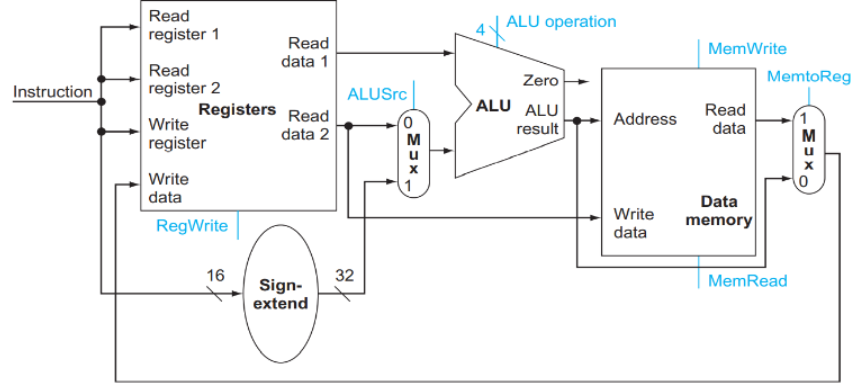 Instruction
Read
register 1
Read
register 2
Write
register
Write
data
Registers
Read
data 1
Read
data 2
RegWrite
16
Sign-
extend
32
ALUSrc
0
M
u
x
1
4
ALU operation
Zero
ALU
ALU
result
MemWrite
Address
Read
data
Write
data
Data
memory
MemRead
MemtoReg
1
M
u
x
0